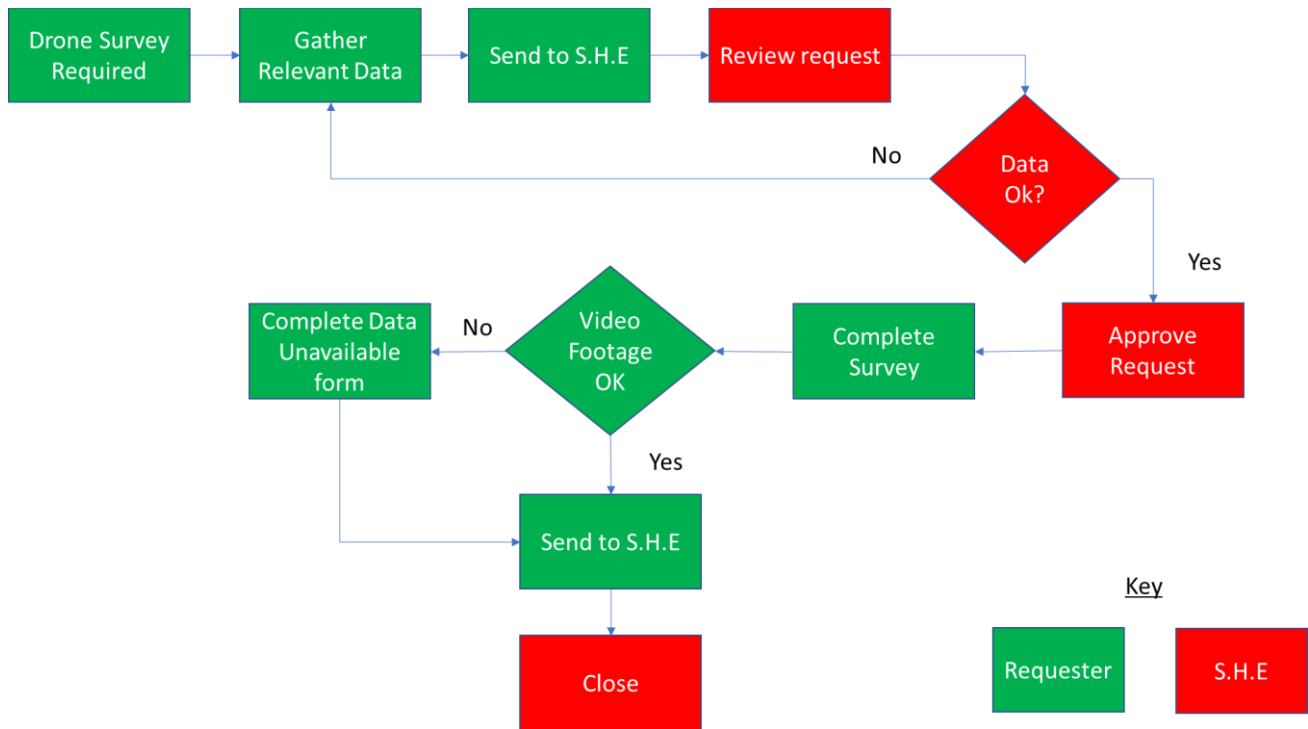 Drone Survey
Required
Gather
Relevant Data
Send to S.H.E
Review request
Data
Ok?
No
Yes
Approve
Request
Complete
Survey
Video
Footage
OK
No
Complete Data
Unavailable
form
Yes
Send to S.H.E
Close
Key
Requester
S.H.E